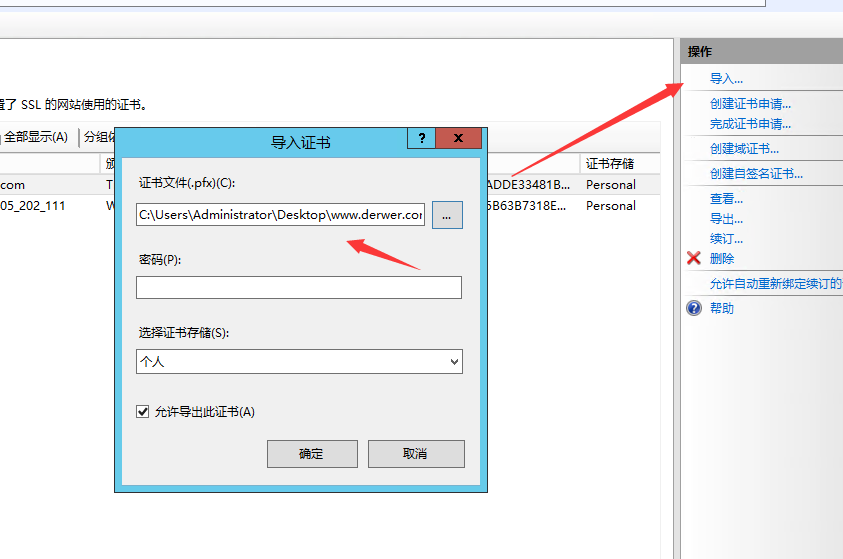 操作
导入...
置了 SSL 的网站使用的证书。
创建证书申请...
完成证书申请...
全部显示(A)
导入证书
?
x
创建域证书...
证书存储
创建自签名证书...
com
ADDE33481B...
Personal
证书文件(.pfx)(C):
05_202_111
5B63B7318E...
Personal
查看...
C:\Users\Administrator\Desktop\www.derwer.cor
...
导出...
续订...
密码(P):
删除
允许自动重新绑定续订的
帮助
选择证书存储(S):
个人
允许导出此证书(A)
确定
取消